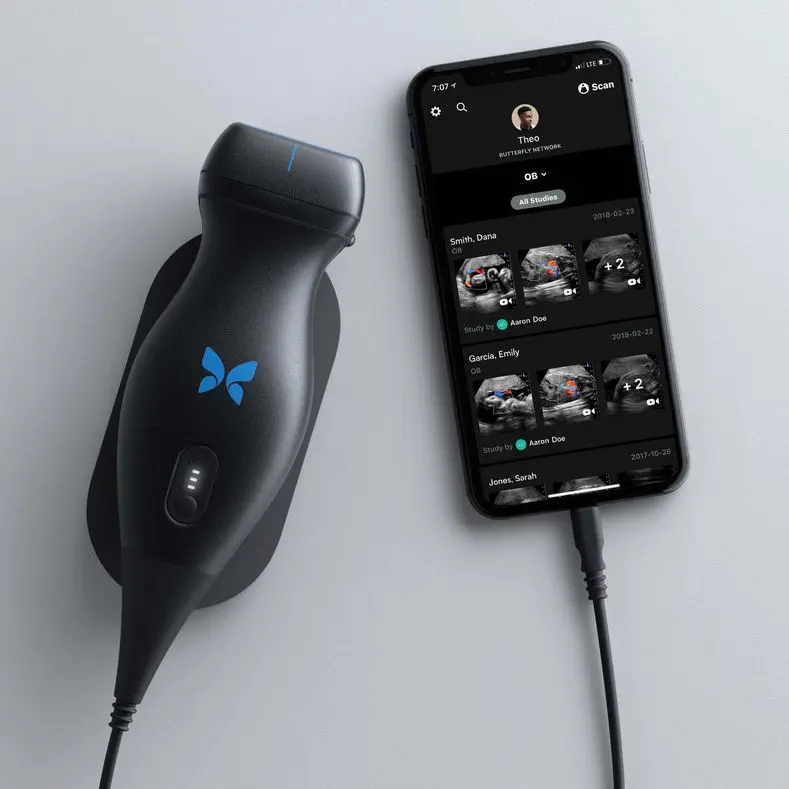 7:07
LTE
Scan
Theo
BUTTERFLY NETWORK
OB
All Studies
2018-02-23
Smith, Dana
OB
+ 2
Study by Aaron Doe
2018-02-22
Garcia, Emily
OB
+ 2
Study by Aaron Doe
2017-10-25
Jones, Sarah